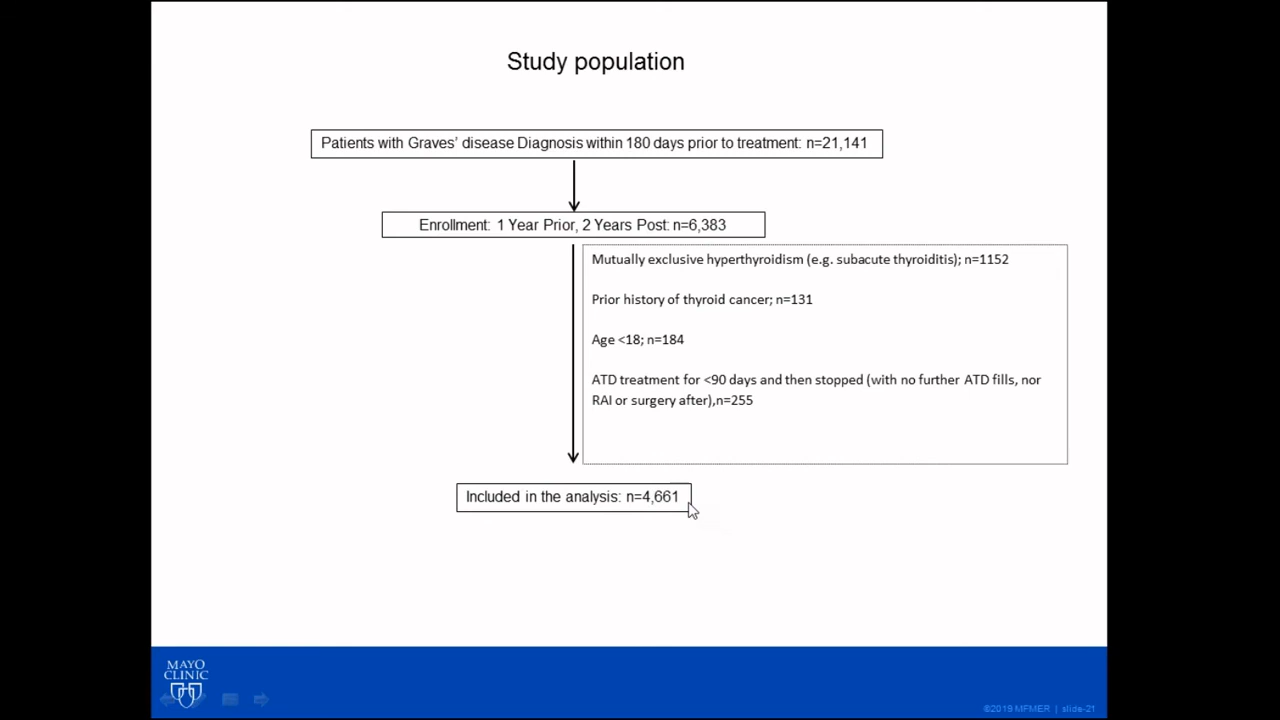 Study population
Patients with Graves' disease Diagnosis within 180 days prior to treatment: n=21,141
Enrollment: 1 Year Prior, 2 Years Post: n=6,383
Mutually exclusive hyperthyroidism (e.g. subacute thyroiditis); n=1152
Prior history of thyroid cancer; n=131
Age <18; n=184
ATD treatment for <90 days and then stopped (with no further ATD fills, nor
RAI or surgery after),n=255
Included in the analysis: n=4,661
MAYO
CLINIC
©2019 MFMER | slide-21